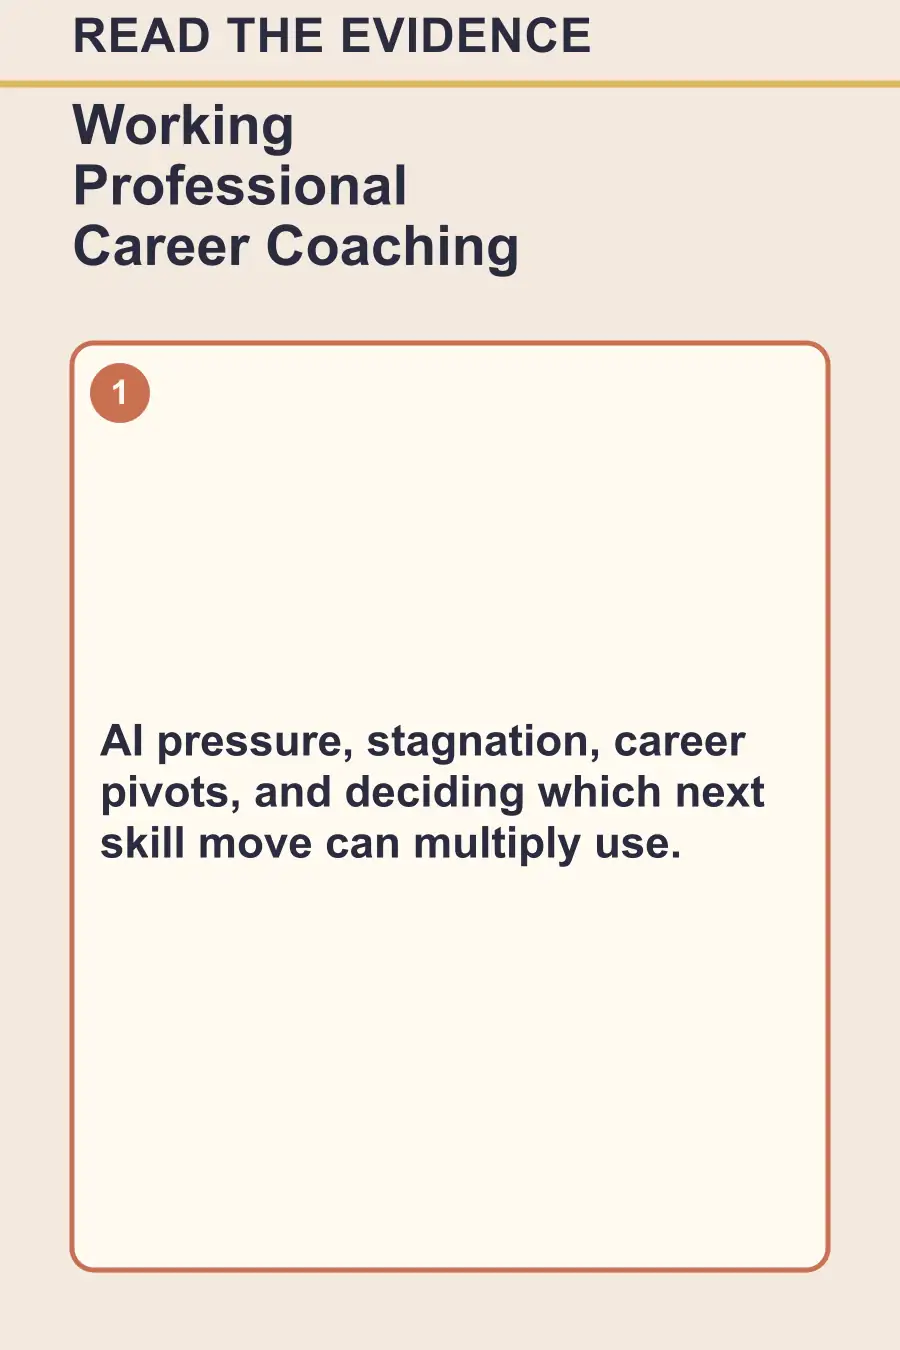 READ THE EVIDENCE
Working
Professional
Career Coaching
1
AI pressure, stagnation, career
pivots, and deciding which next
skill move can multiply use.